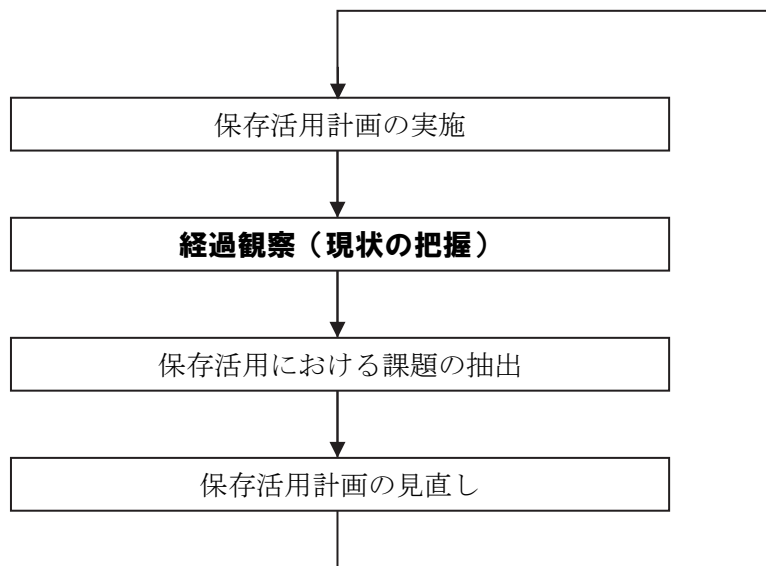 保存活用計画の実施
経過観察（現状の把握）
保存活用における課題の抽出
保存活用計画の見直し